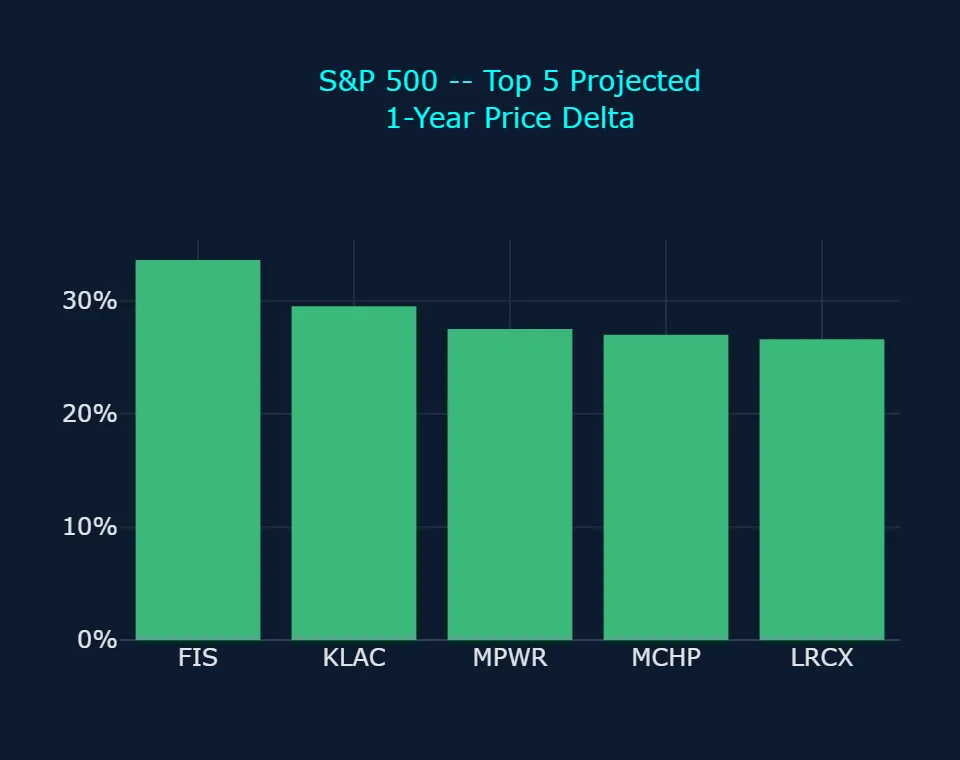 S&P 500 -- Top 5 Projected
1-Year Price Delta
30%
20%
10%
0%
FIS KLAC MPWR MCHP LRCX